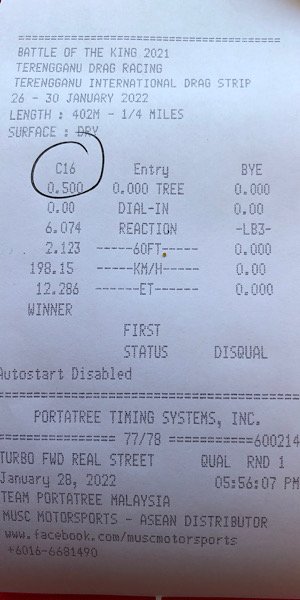 ========================================
BATTLE OF THE KING 2021
TERENGGANU DRAG RACING
TERENGGANU INTERNATIONAL DRAG STRIP
26 - 30 JANUARY 2022
LENGTH : 402M - 1/4 MILES
SURFACE : DRY
C16 Entry BYE
0.500 0.000 TREE 0.000
0.00 DIAL-IN 0.00
6.074 REACTION -LB3-
2.123 -----60FT.----- 0.000
198.15 -----KM/H----- 0.00
12.286 ------ET------ 0.000
WINNER
FIRST
STATUS DISQUAL
Autostart Disabled
========================================
PORTATREE TIMING SYSTEMS, INC.
================ 77/78 ============600214
TURBO FWD REAL STREET QUAL RND 1
January 28, 2022 05:56:07 PM
TEAM PORTATREE MALAYSIA
MUSC MOTORSPORTS - ASEAN DISTRIBUTOR
www.facebook.com/muscmotorsports
+6016-6681490